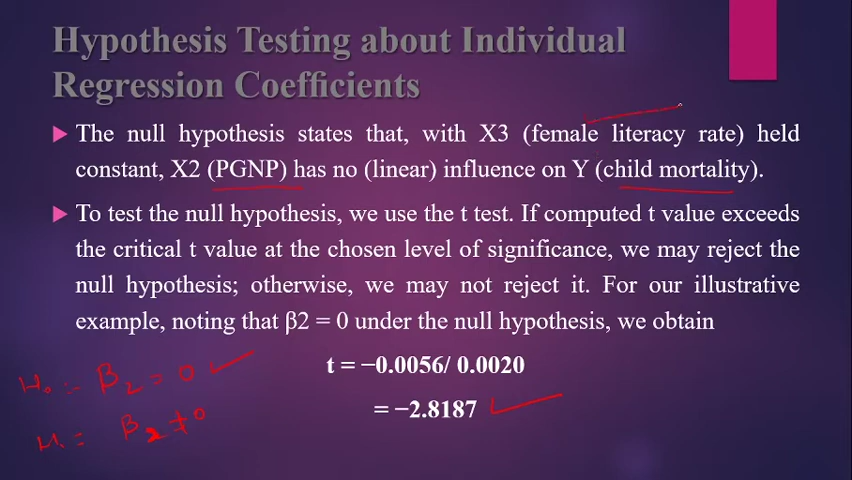 Hypothesis Testing about Individual
Regression Coefficients
The null hypothesis states that, with X3 (female literacy rate) held
constant, X2 (PGNP) has no (linear) influence on Y (child mortality).
To test the null hypothesis, we use the t test. If computed t value exceeds
the critical t value at the chosen level of significance, we may reject the
null hypothesis; otherwise, we may not reject it. For our illustrative
example, noting that β2 = 0 under the null hypothesis, we obtain
t = −0.0056/ 0.0020
= −2.8187
H₀ = β₂ = 0
H₁ = β₂ ≠ 0